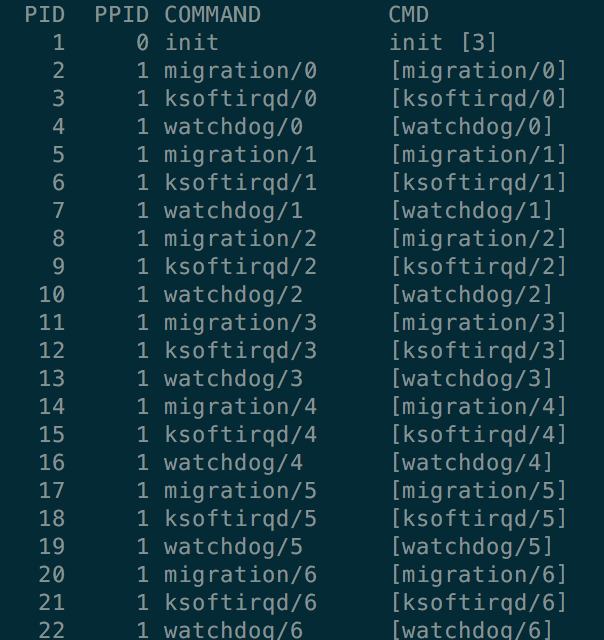 PID PPID COMMAND CMD
1 0 init init [3]
2 1 migration/0 [migration/0]
3 1 ksoftirqd/0 [ksoftirqd/0]
4 1 watchdog/0 [watchdog/0]
5 1 migration/1 [migration/1]
6 1 ksoftirqd/1 [ksoftirqd/1]
7 1 watchdog/1 [watchdog/1]
8 1 migration/2 [migration/2]
9 1 ksoftirqd/2 [ksoftirqd/2]
10 1 watchdog/2 [watchdog/2]
11 1 migration/3 [migration/3]
12 1 ksoftirqd/3 [ksoftirqd/3]
13 1 watchdog/3 [watchdog/3]
14 1 migration/4 [migration/4]
15 1 ksoftirqd/4 [ksoftirqd/4]
16 1 watchdog/4 [watchdog/4]
17 1 migration/5 [migration/5]
18 1 ksoftirqd/5 [ksoftirqd/5]
19 1 watchdog/5 [watchdog/5]
20 1 migration/6 [migration/6]
21 1 ksoftirqd/6 [ksoftirqd/6]
22 1 watchdog/6 [watchdog/6]